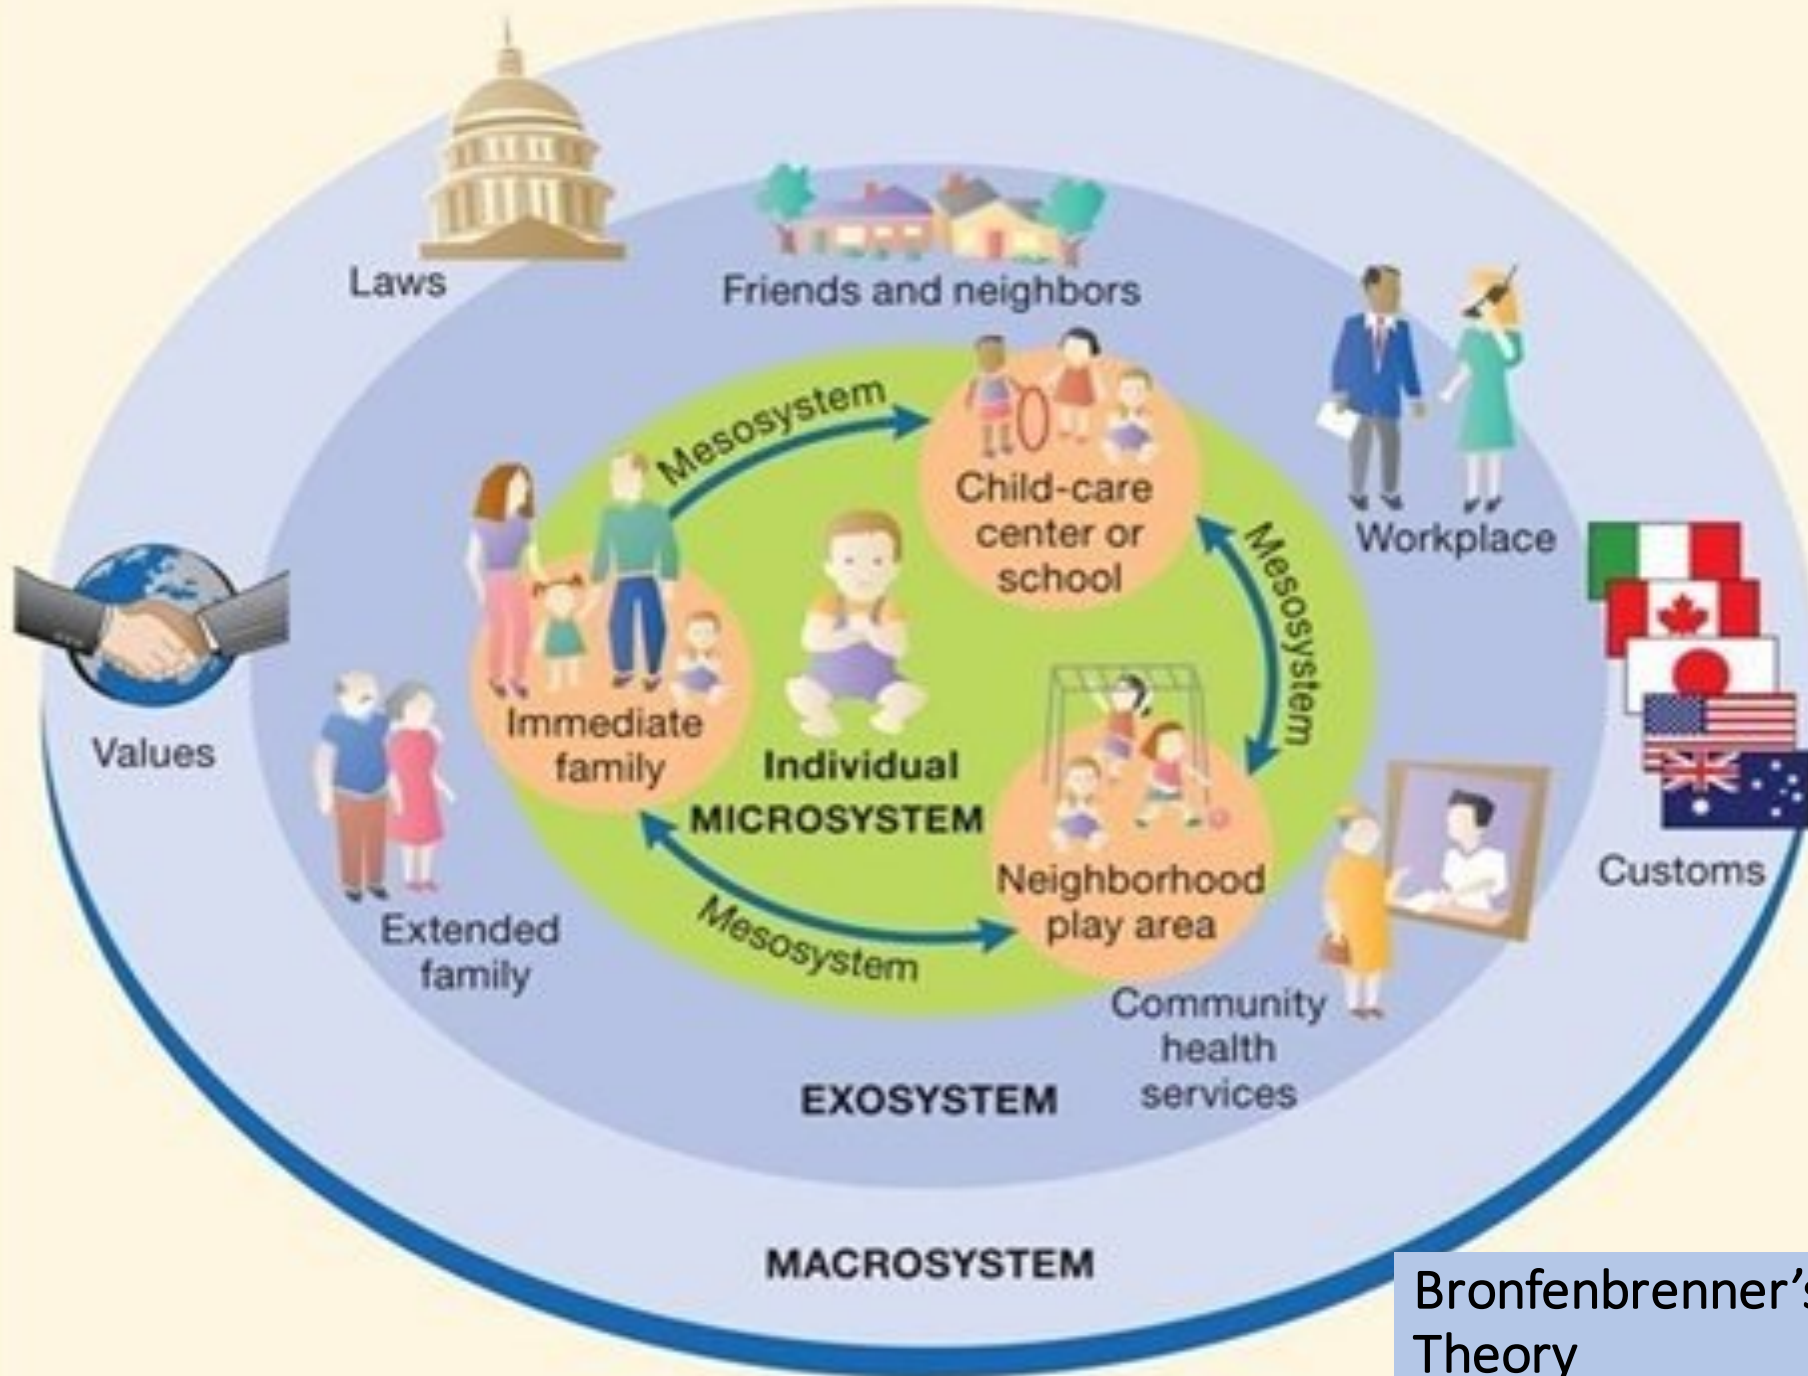 Laws
Friends and neighbors
Mesosystem
Child-care
center or
school
Workplace
Mesosystem
Values
Immediate
family
Individual
MICROSYSTEM
Customs
Neighborhood
play area
Mesosystem
Extended
family
Community
health
services
EXOSYSTEM
MACROSYSTEM
Bronfenbrenner’s
Theory